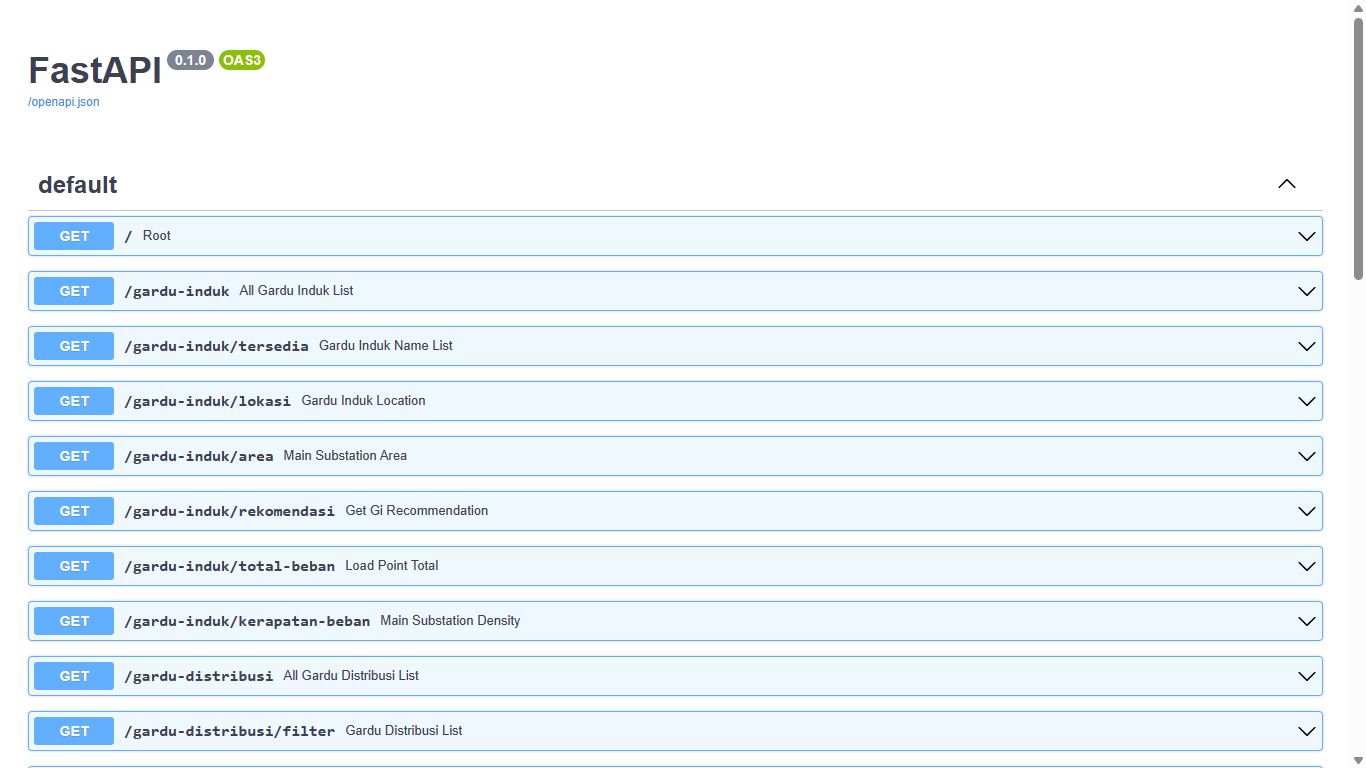 FastAPI 0.1.0 OAS3
/openapi.json
default
GET / Root
GET /gardu-induk All Gardu Induk List
GET /gardu-induk/tersedia Gardu Induk Name List
GET /gardu-induk/lokasi Gardu Induk Location
GET /gardu-induk/area Main Substation Area
GET /gardu-induk/rekomendasi Get Gi Recommendation
GET /gardu-induk/total-beban Load Point Total
GET /gardu-induk/kerapatan-beban Main Substation Density
GET /gardu-distribusi All Gardu Distribusi List
GET /gardu-distribusi/filter Gardu Distribusi List